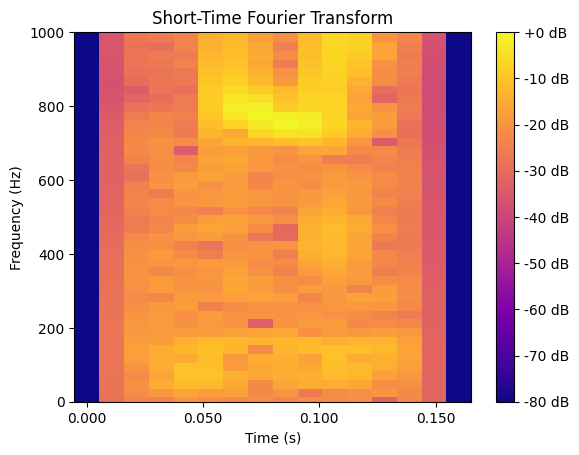 Short-Time Fourier Transform
1000
800
600
400
200
0
Frequency (Hz)
0.000
0.050
0.100
0.150
Time (s)
+0 dB
-10 dB
-20 dB
-30 dB
-40 dB
-50 dB
-60 dB
-70 dB
-80 dB